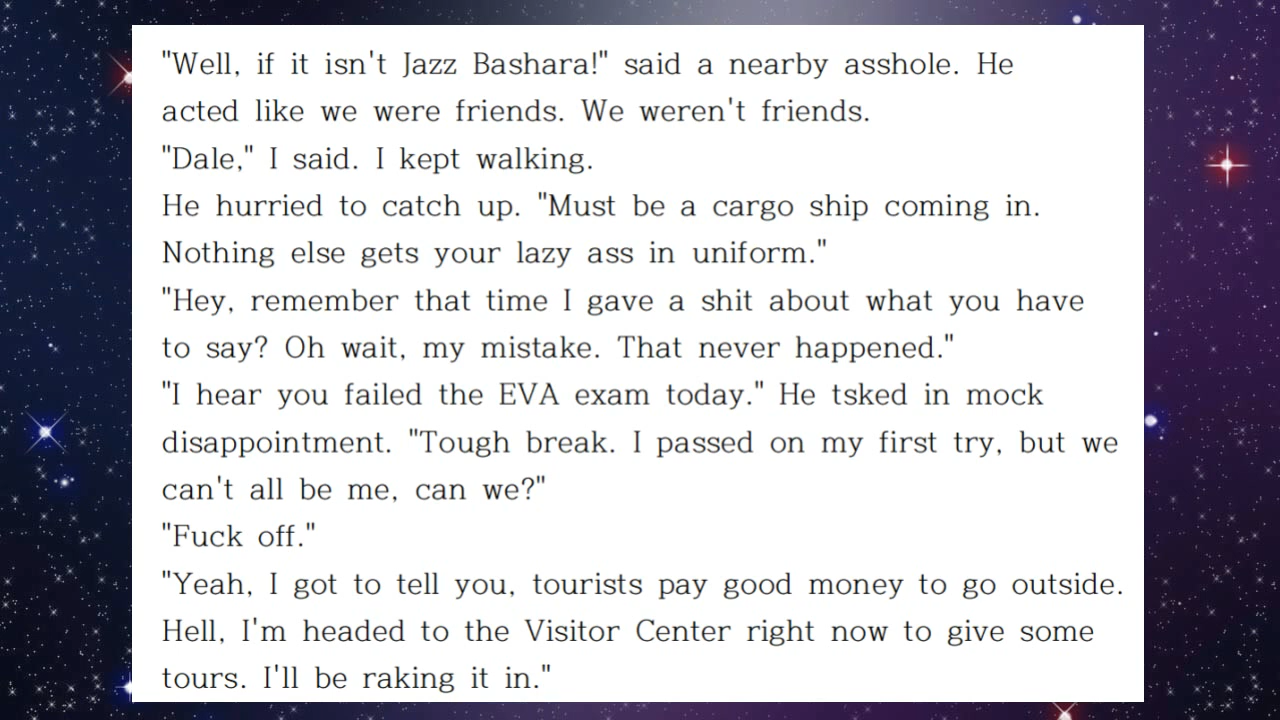 "Well, if it isn't Jazz Bashara!" said a nearby asshole. He
acted like we were friends. We weren't friends.
"Dale," I said. I kept walking.
He hurried to catch up. "Must be a cargo ship coming in.
Nothing else gets your lazy ass in uniform."
"Hey, remember that time I gave a shit about what you have
to say? Oh wait, my mistake. That never happened."
"I hear you failed the EVA exam today." He tsked in mock
disappointment. "Tough break. I passed on my first try, but we
can't all be me, can we?"
"Fuck off."
"Yeah, I got to tell you, tourists pay good money to go outside.
Hell, I'm headed to the Visitor Center right now to give some
tours. I'll be raking it in."